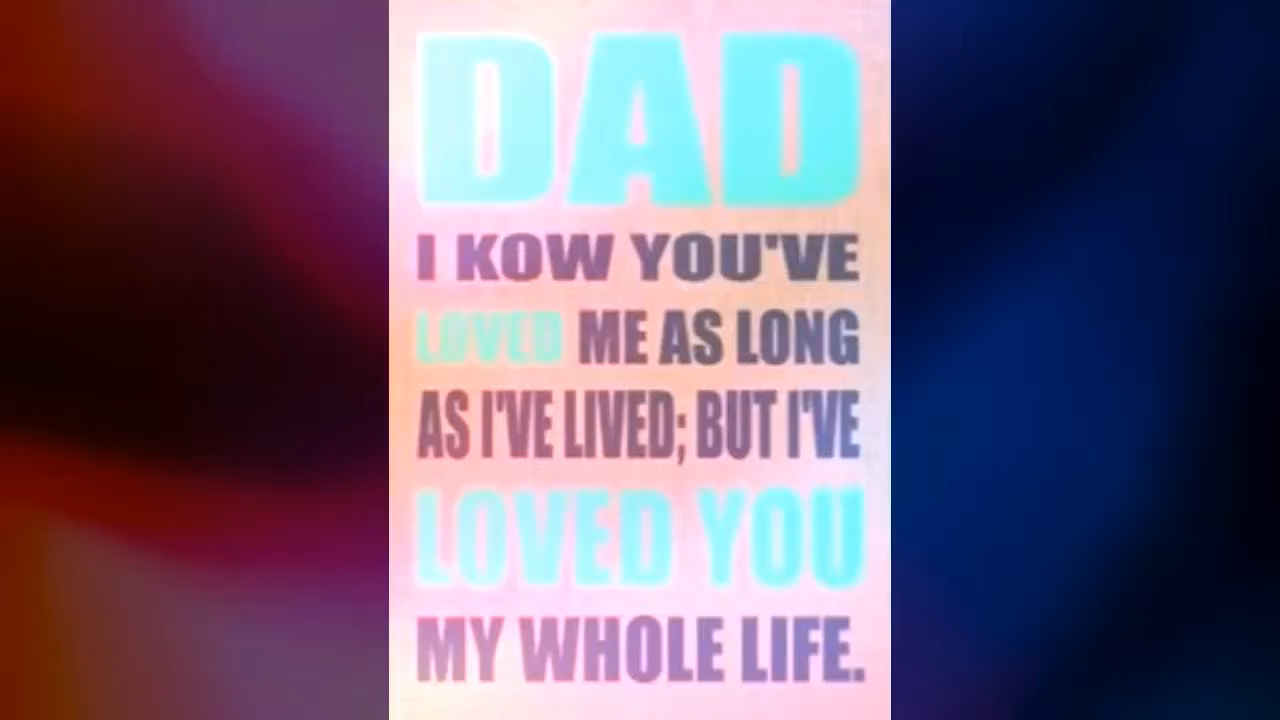 DAD
I KOW YOU'VE
LOVED ME AS LONG
AS I'VE LIVED; BUT I'VE
LOVED YOU
MY WHOLE LIFE.